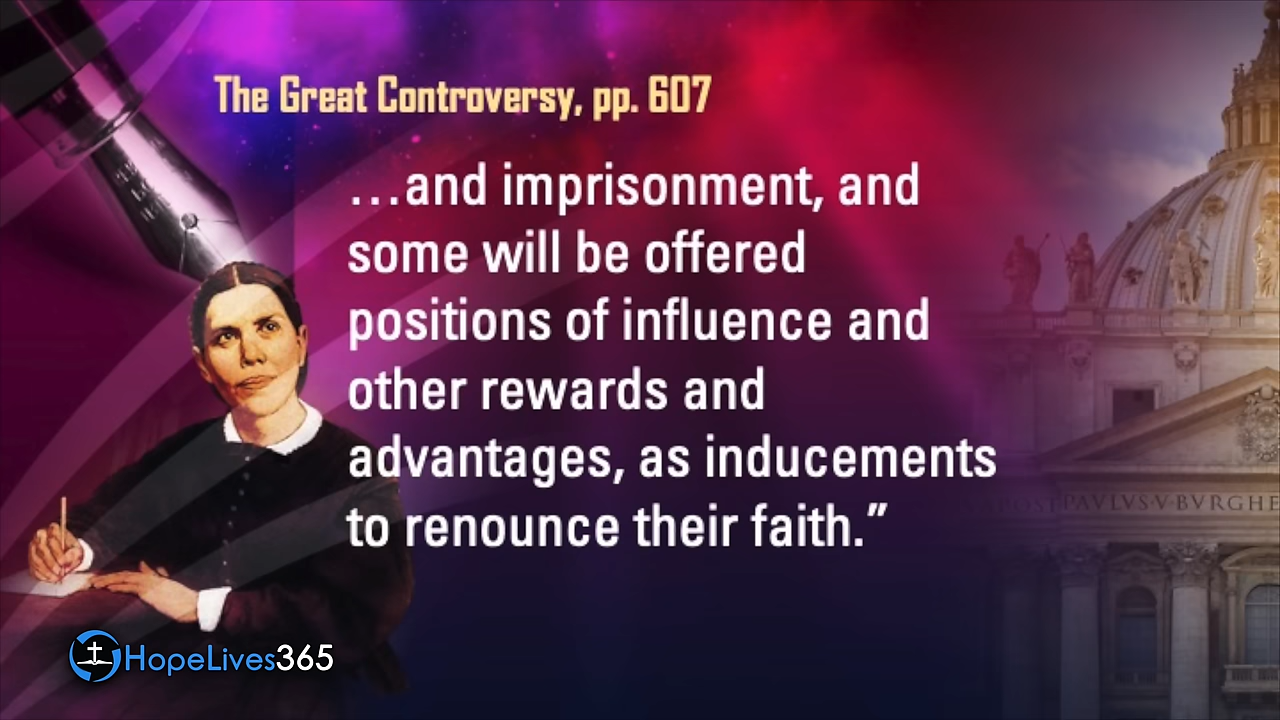 The Great Controversy, pp. 607
…and imprisonment, and
some will be offered
positions of influence and
other rewards and
advantages, as inducements
to renounce their faith.”
PAVLVS V BVRGHE
HopeLives365